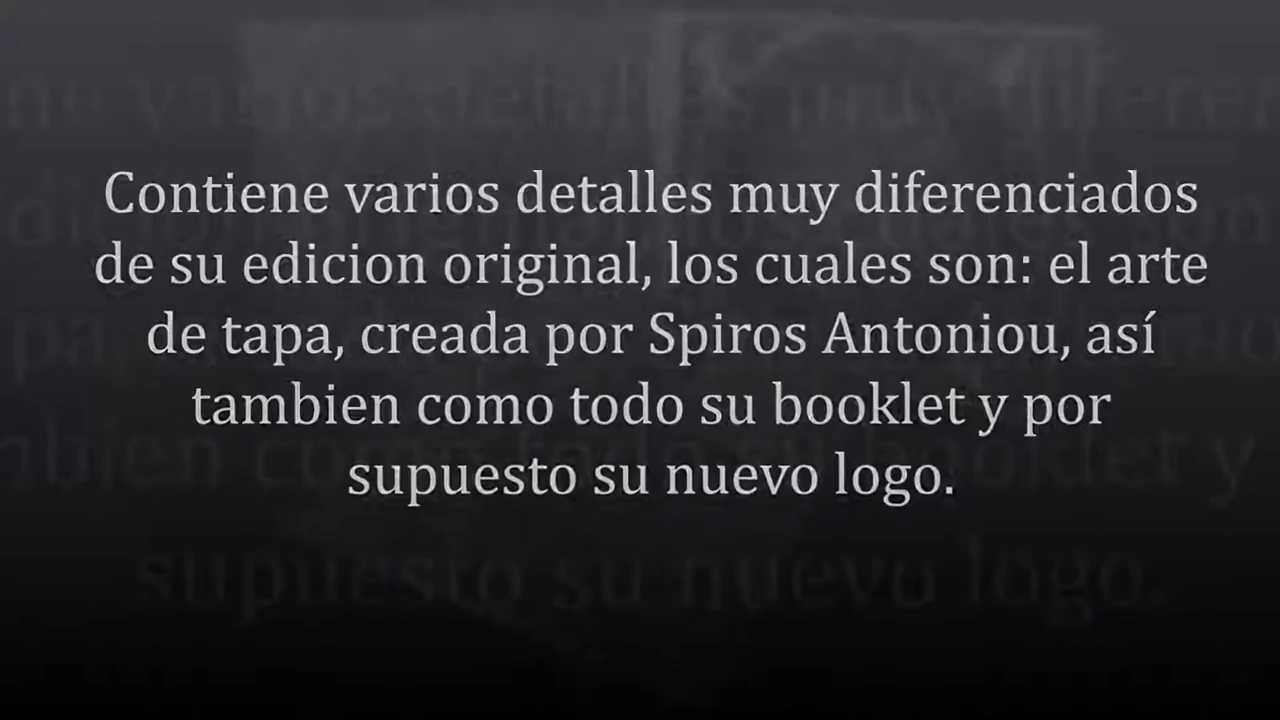 Contiene varios detalles muy diferenciados
de su edicion original, los cuales son: el arte
de tapa, creada por Spiros Antoniou, así
tambien como todo su booklet y por
supuesto su nuevo logo.